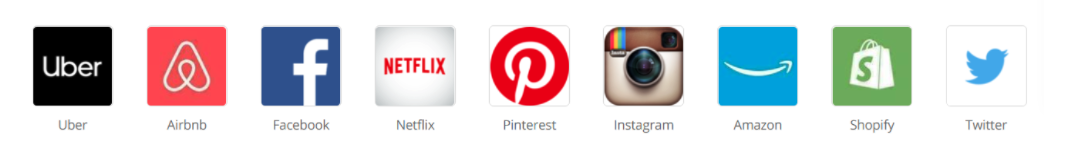 Uber
NETFLIX
Uber Airbnb Facebook Netflix Pinterest Instagram Amazon Shopify Twitter